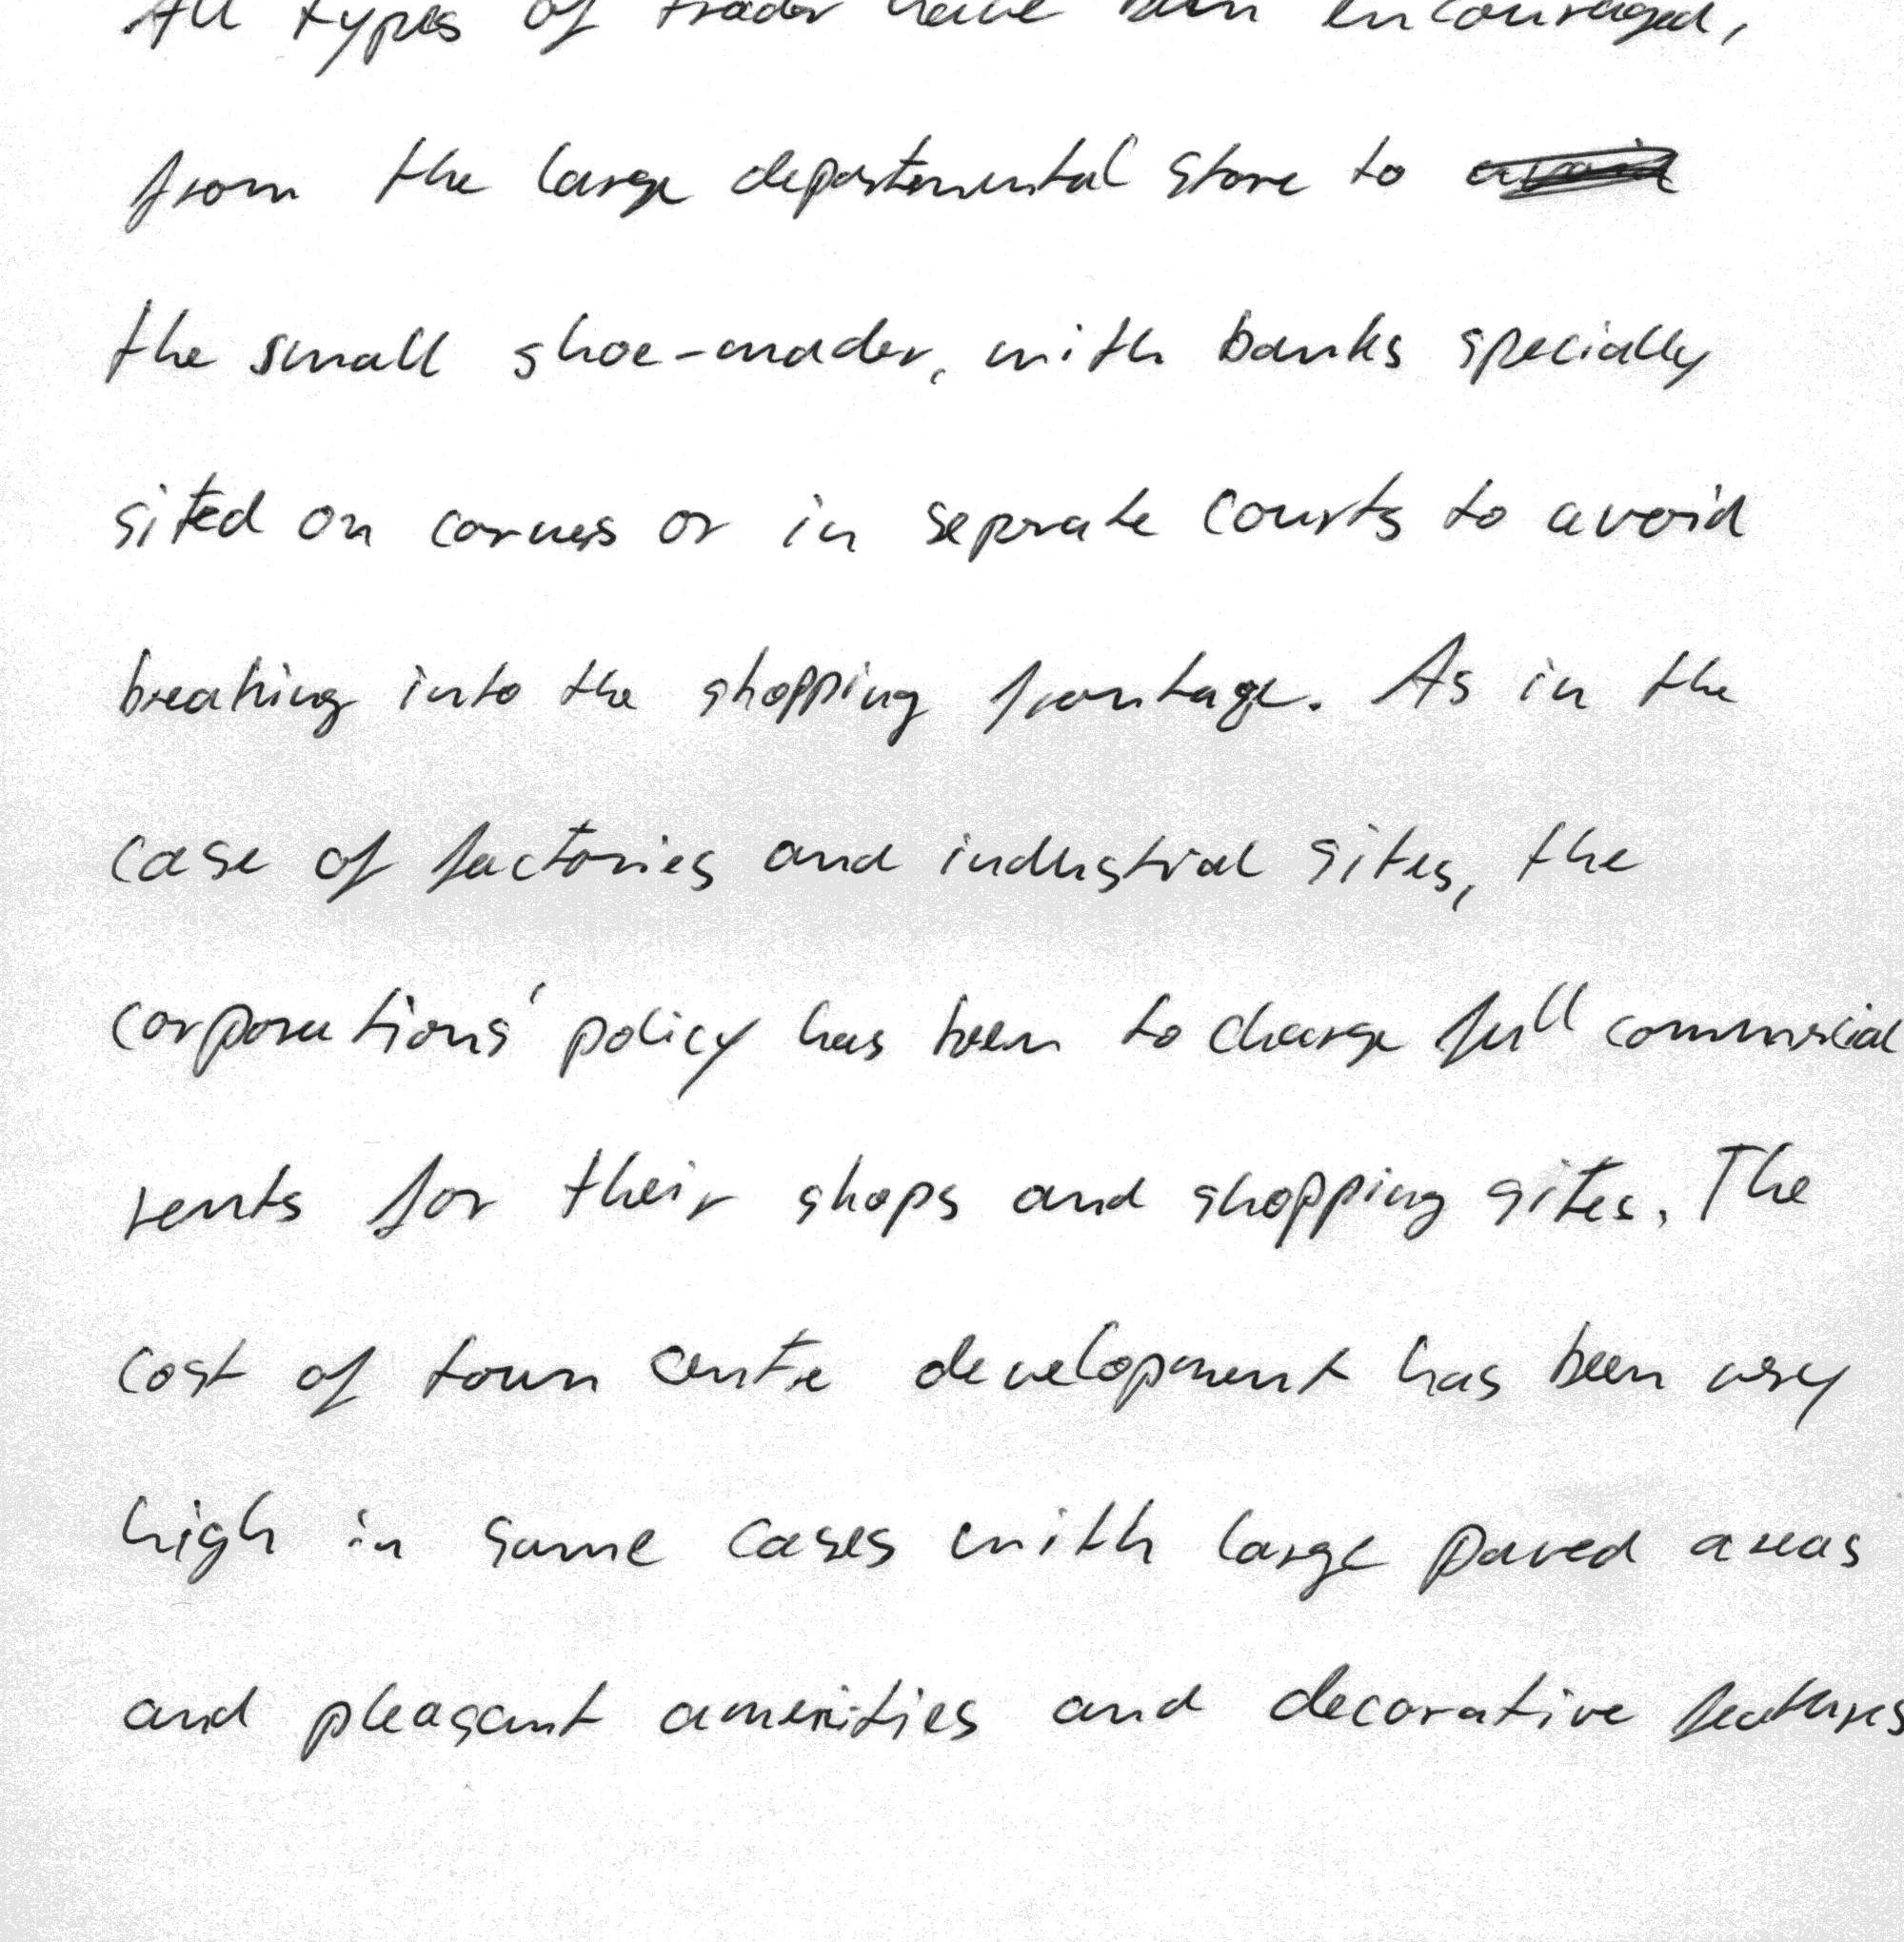 All types of trader have been encouraged,
from the large departemental store to
the small shoe-mader, with banks specially
sited on corners or in seprate courts to avoid
breaking into the shopping frontage. As in the
case of factories and industrial sites, the
corporations' policy has been to charge full commercial
rents for their shops and shopping sites. The
cost of town centre development has been very
high in some cases with large paved areas
and pleasant amenities and decorative features